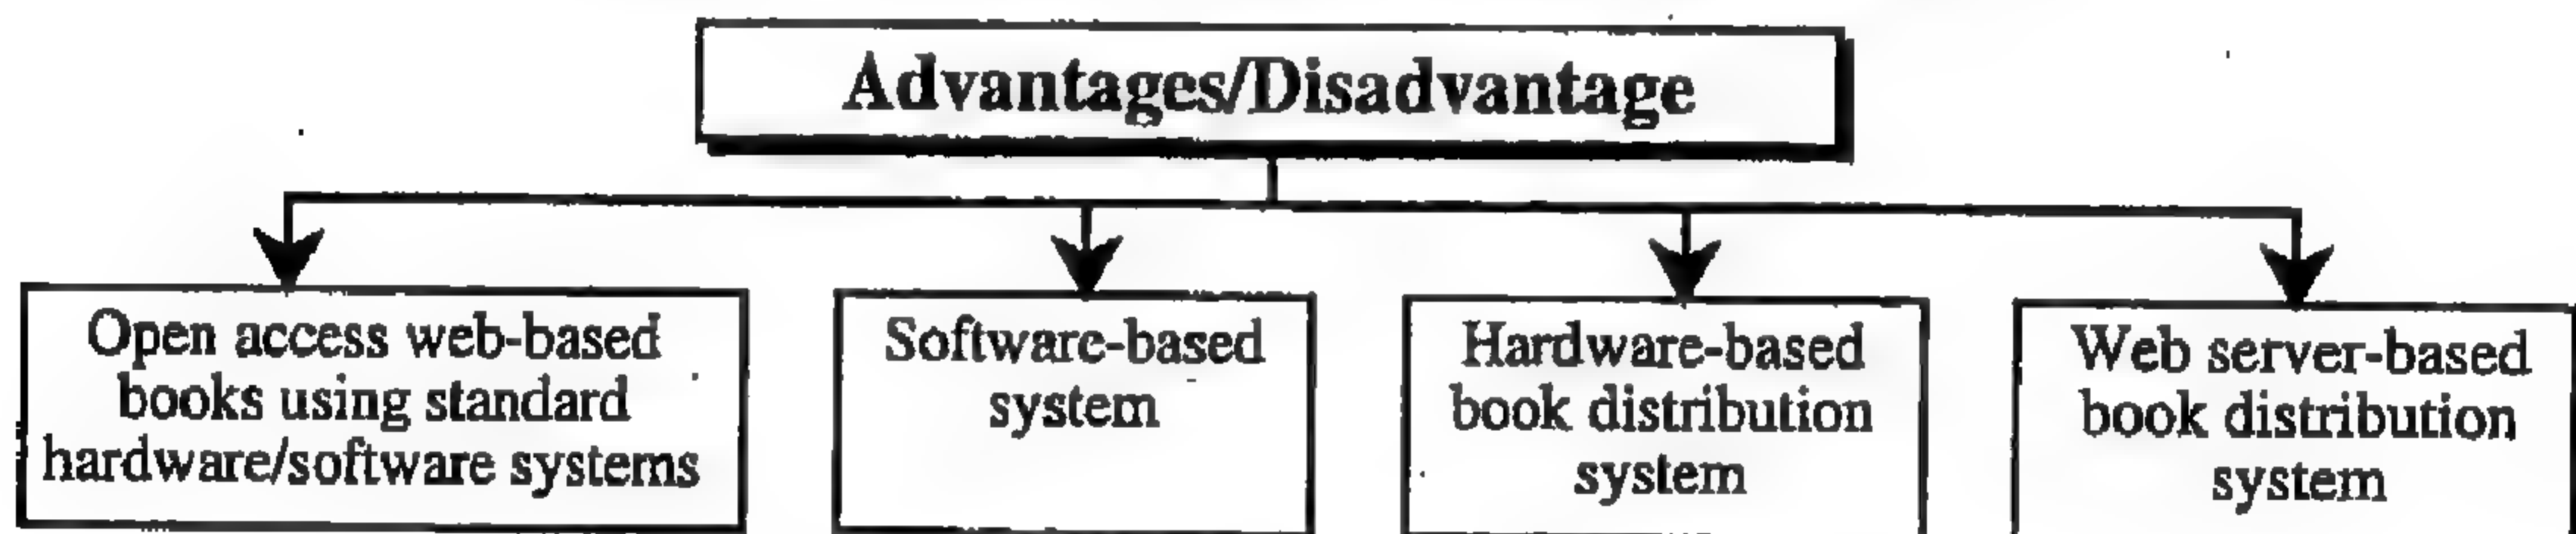 Advantages/Disadvantage
Open access web-based
books using standard
hardware/software systems
Software-based
system
Hardware-based
book distribution
system
Web server-based
book distribution
system